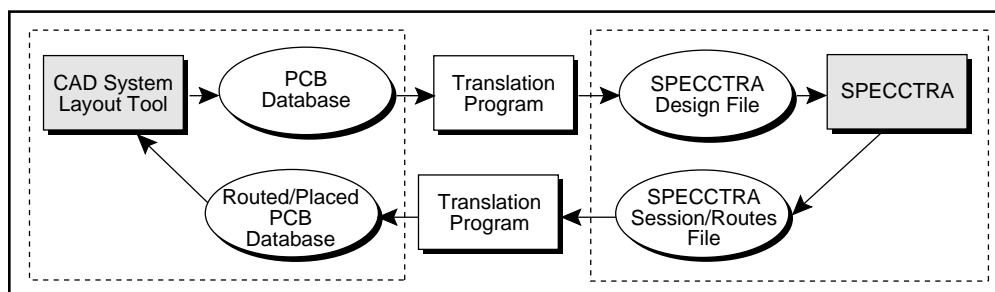 CAD System
Layout Tool
PCB
Database
Translation
Program
SPECCTRA
Design File
SPECCTRA
Routed/Placed
PCB
Database
Translation
Program
SPECCTRA
Session/Routes
File